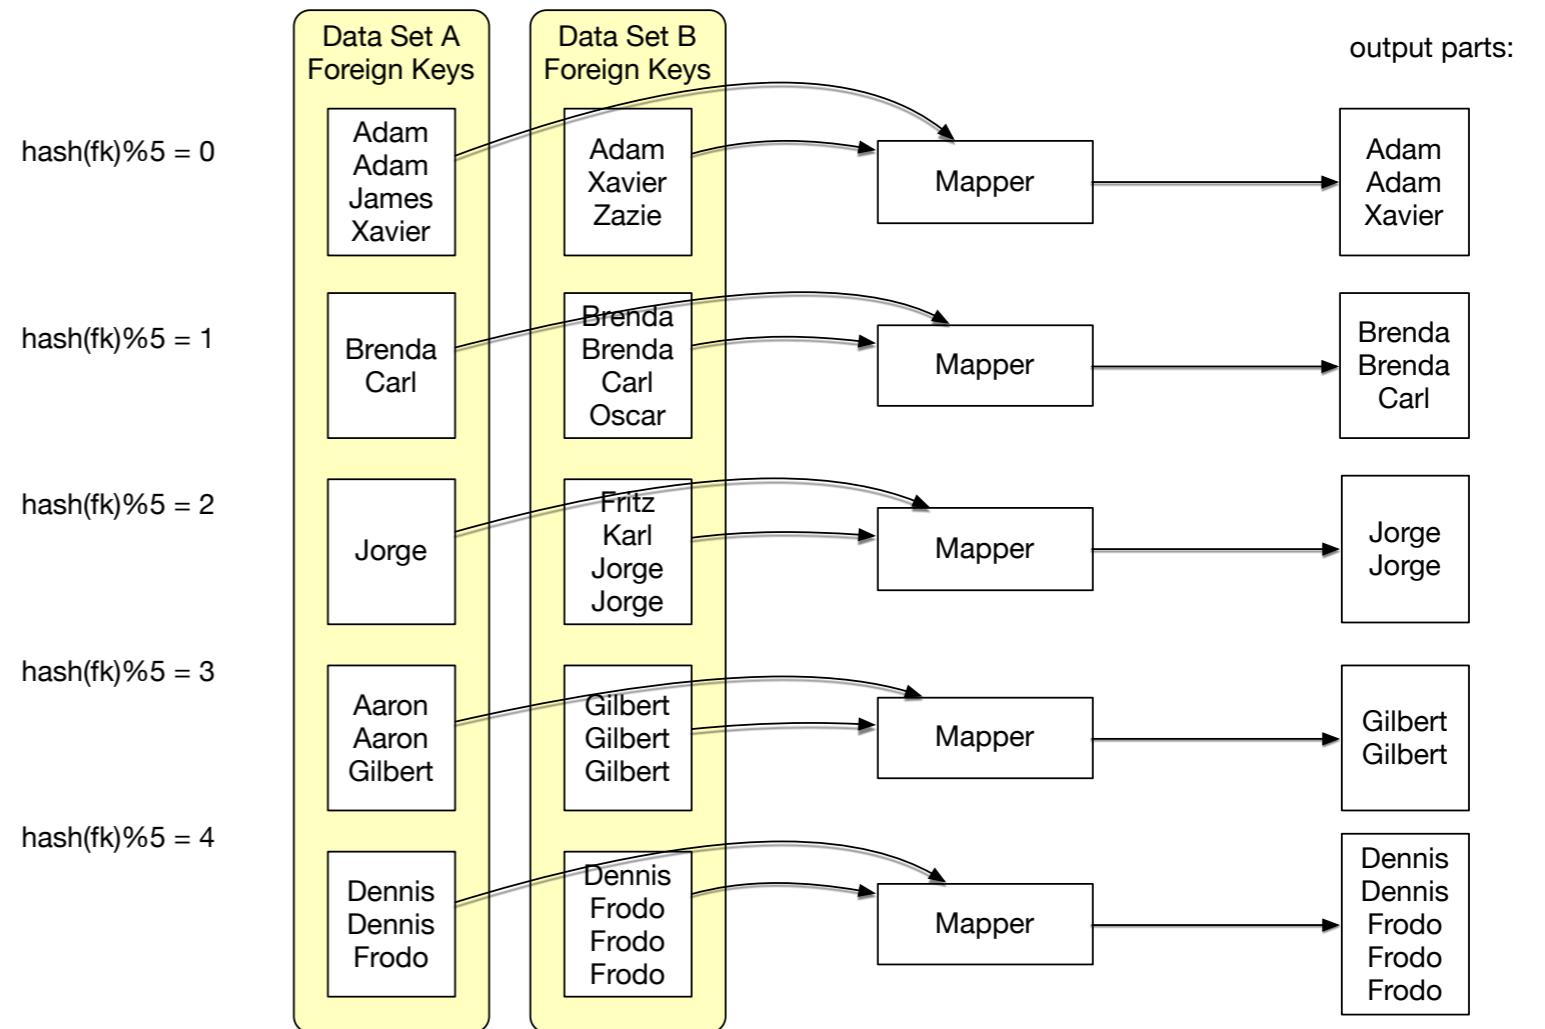 Data Set A
Foreign Keys
Data Set B
Foreign Keys
output parts:
hash(fk)%5 = 0
Adam
Adam
James
Xavier
Adam
Xavier
Zazie
Mapper
Adam
Adam
Xavier
hash(fk)%5 = 1
Brenda
Carl
Brenda
Brenda
Carl
Oscar
Mapper
Brenda
Brenda
Carl
hash(fk)%5 = 2
Jorge
Fritz
Karl
Jorge
Jorge
Mapper
Jorge
Jorge
hash(fk)%5 = 3
Aaron
Aaron
Gilbert
Gilbert
Gilbert
Gilbert
Mapper
Gilbert
Gilbert
hash(fk)%5 = 4
Dennis
Dennis
Frodo
Dennis
Frodo
Frodo
Frodo
Mapper
Dennis
Dennis
Frodo
Frodo
Frodo